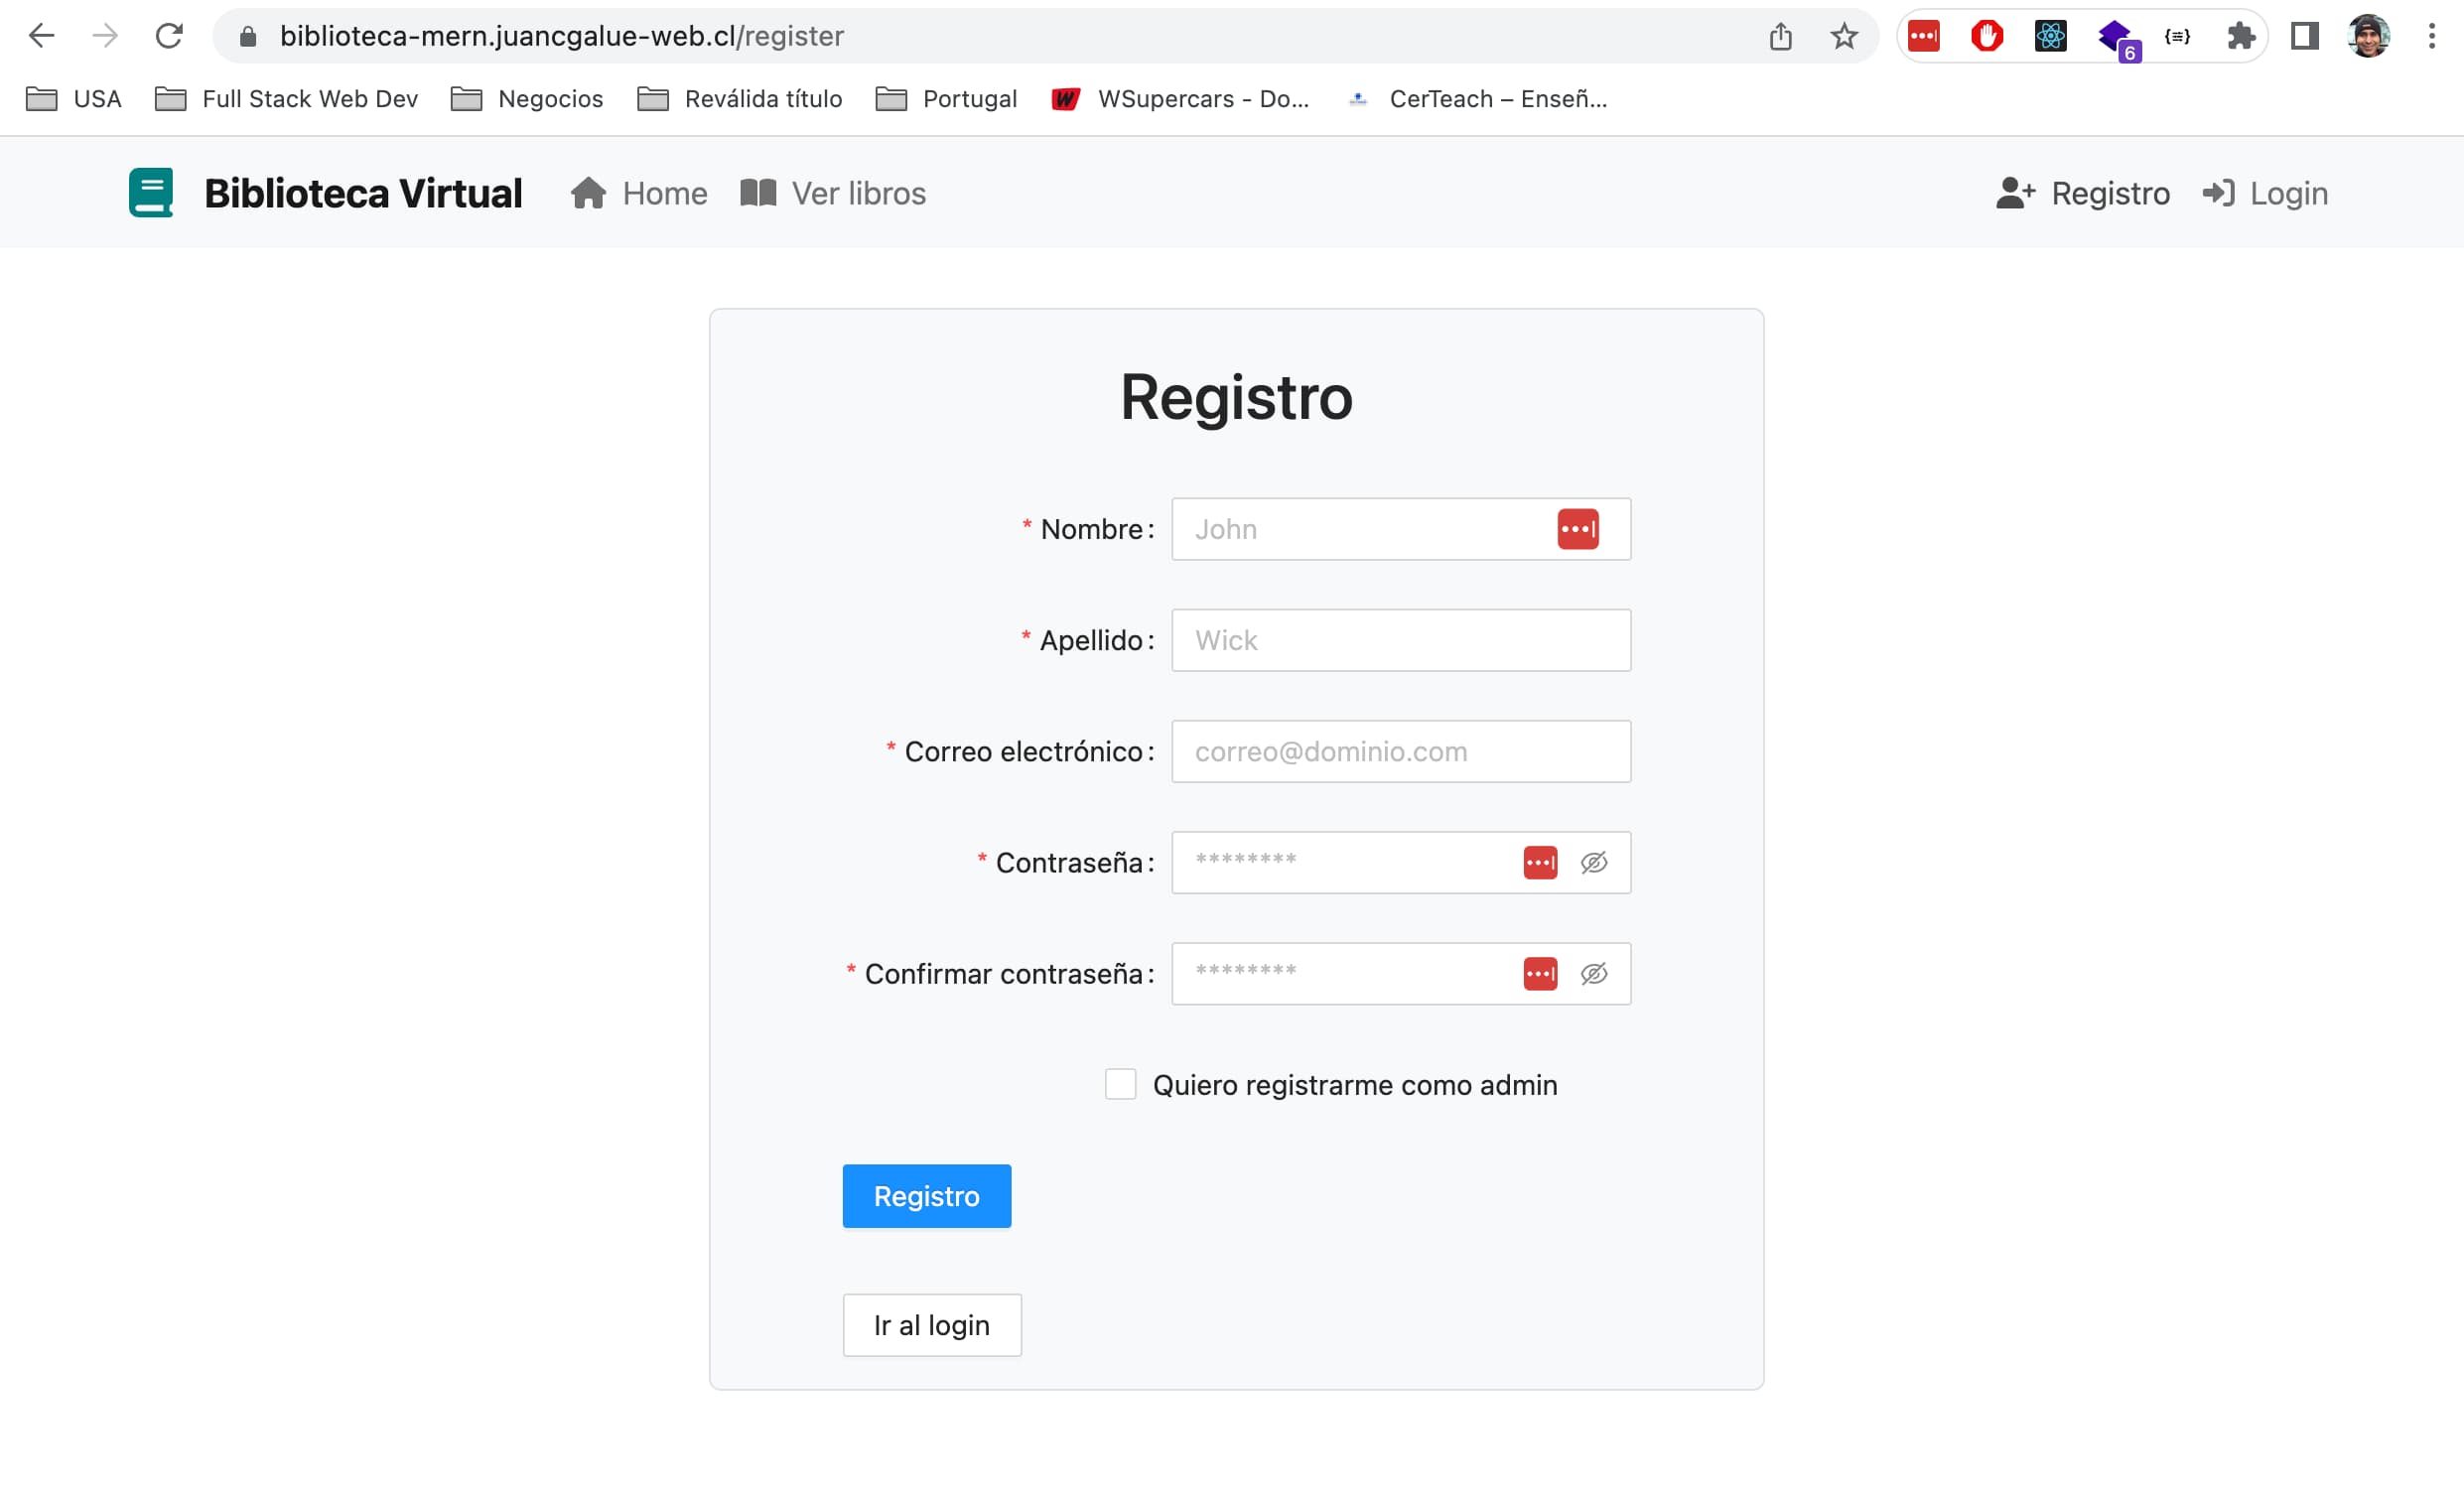 biblioteca-mern.juancgalue-web.cl/register
6
USA Full Stack Web Dev Negocios Reválida título Portugal WSupercars - Do... CerTeach – Enseñ...
Biblioteca Virtual Home Ver libros Registro Login
Registro
* Nombre: John
* Apellido: Wick
* Correo electrónico: correo@dominio.com
* Contraseña: ********
* Confirmar contraseña: ********
Quiero registrarme como admin
Registro
Ir al login